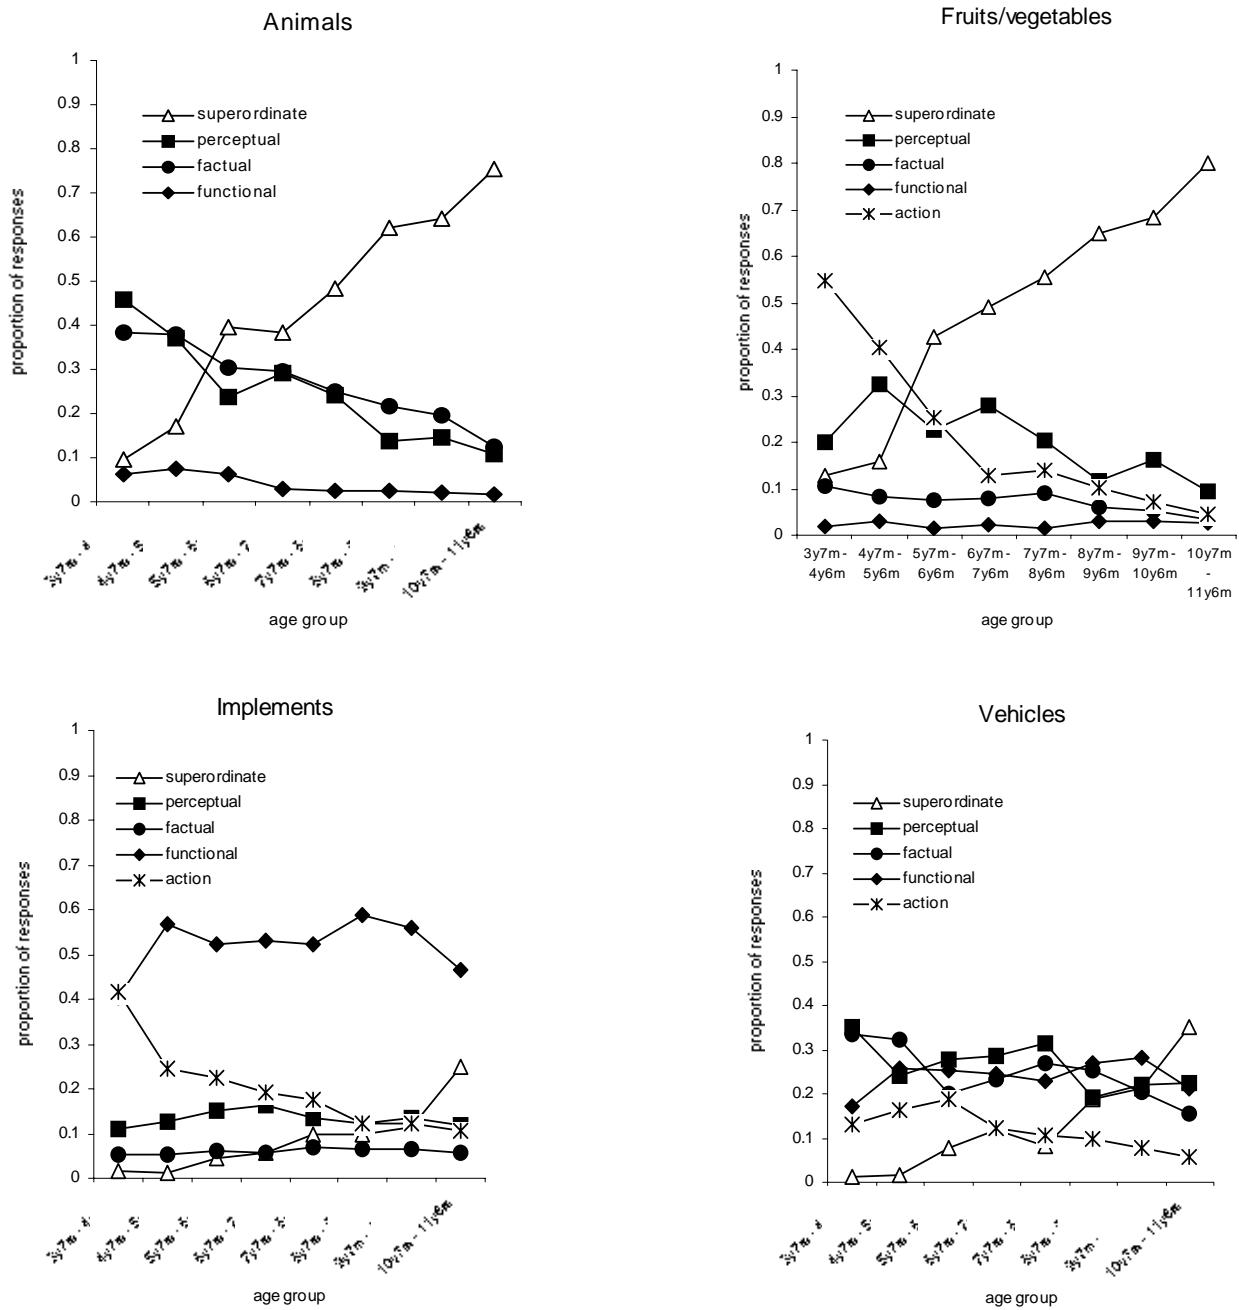 Animals
1
0.9
0.8
0.7
0.6
0.5
0.4
0.3
0.2
0.1
0
superordinate
perceptual
factual
functional
proportion of responses
10y7m - 11y6m
age group
Fruits/vegetables
1
0.9
0.8
0.7
0.6
0.5
0.4
0.3
0.2
0.1
0
superordinate
perceptual
factual
functional
action
proportion of responses
3y7m- 4y7m- 5y7m- 6y7m- 7y7m- 8y7m- 9y7m- 10y7m
4y6m 5y6m 6y6m 7y6m 8y6m 9y6m 10y6m -
11y6m
age group
Implements
1
0.9
0.8
0.7
0.6
0.5
0.4
0.3
0.2
0.1
0
superordinate
perceptual
factual
functional
action
proportion of responses
10y7m - 11y6m
age group
Vehicles
1
0.9
0.8
0.7
0.6
0.5
0.4
0.3
0.2
0.1
0
superordinate
perceptual
factual
functional
action
proportion of responses
10y7m - 11y6m
age group